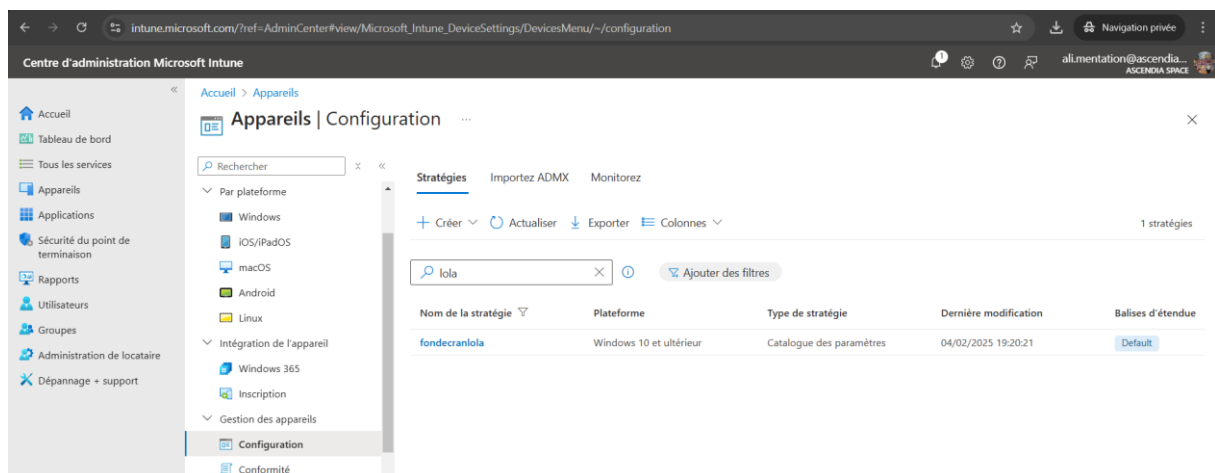 intune.microsoft.com/?ref=AdminCenter#view/Microsoft_Intune_DeviceSettings/DevicesMenu/~/configuration
Navigation privée
Centre d'administration Microsoft Intune
1
ali.mentation@ascendia...
ASCENDIA SPACE
Accueil
Tableau de bord
Tous les services
Appareils
Applications
Sécurité du point de
terminaison
Rapports
Utilisateurs
Groupes
Administration de locataire
Dépannage + support
Accueil > Appareils
Appareils | Configuration ...
Rechercher
Par plateforme
Windows
iOS/iPadOS
macOS
Android
Linux
Intégration de l'appareil
Windows 365
Inscription
Gestion des appareils
Configuration
Conformité
Stratégies Importez ADMX Monitorez
Créer Actualiser Exporter Colonnes 1 stratégies
lola Ajouter des filtres
Nom de la stratégie Plateforme Type de stratégie Dernière modification Balises d'étendue
fondecranlola Windows 10 et ultérieur Catalogue des paramètres 04/02/2025 19:20:21 Default